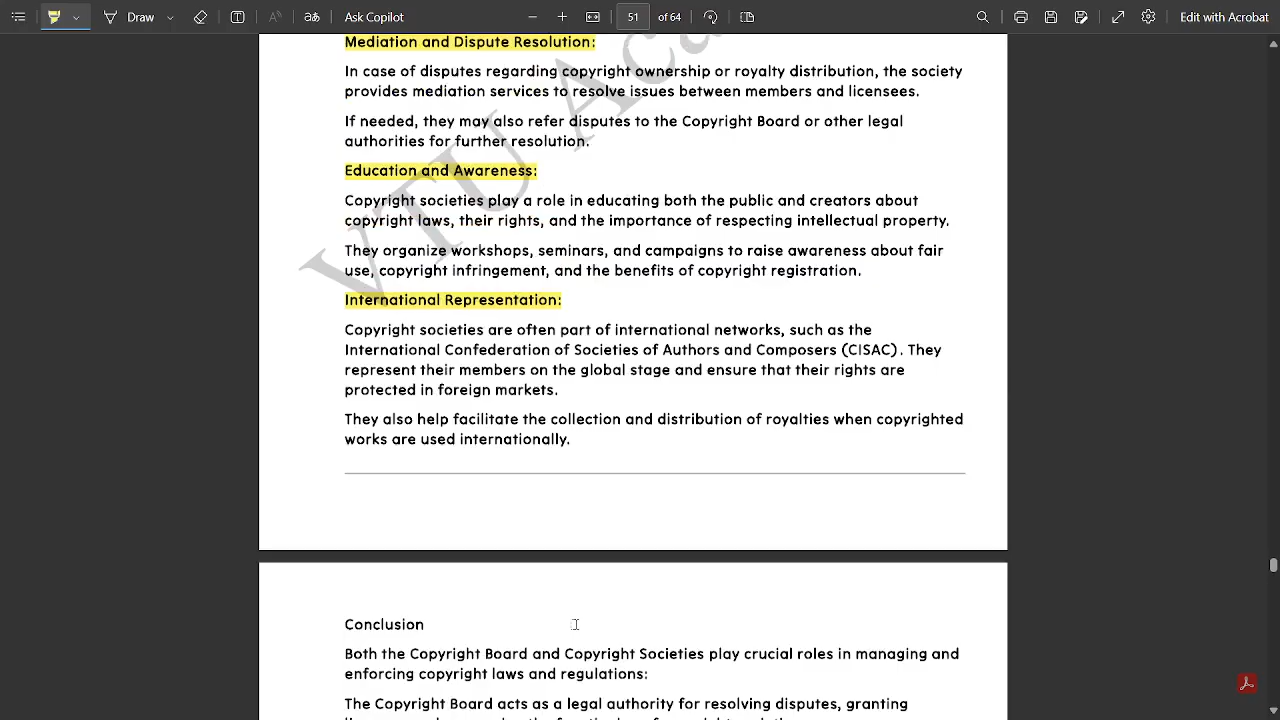 Draw
Ask Copilot
51
of 64
Edit with Acrobat
Mediation and Dispute Resolution:
In case of disputes regarding copyright ownership or royalty distribution, the society
provides mediation services to resolve issues between members and licensees.
If needed, they may also refer disputes to the Copyright Board or other legal
authorities for further resolution.
Education and Awareness:
Copyright societies play a role in educating both the public and creators about
copyright laws, their rights, and the importance of respecting intellectual property.
They organize workshops, seminars, and campaigns to raise awareness about fair
use, copyright infringement, and the benefits of copyright registration.
International Representation:
Copyright societies are often part of international networks, such as the
International Confederation of Societies of Authors and Composers (CISAC). They
represent their members on the global stage and ensure that their rights are
protected in foreign markets.
They also help facilitate the collection and distribution of royalties when copyrighted
works are used internationally.
VTU
Conclusion
Both the Copyright Board and Copyright Societies play crucial roles in managing and
enforcing copyright laws and regulations:
The Copyright Board acts as a legal authority for resolving disputes, granting